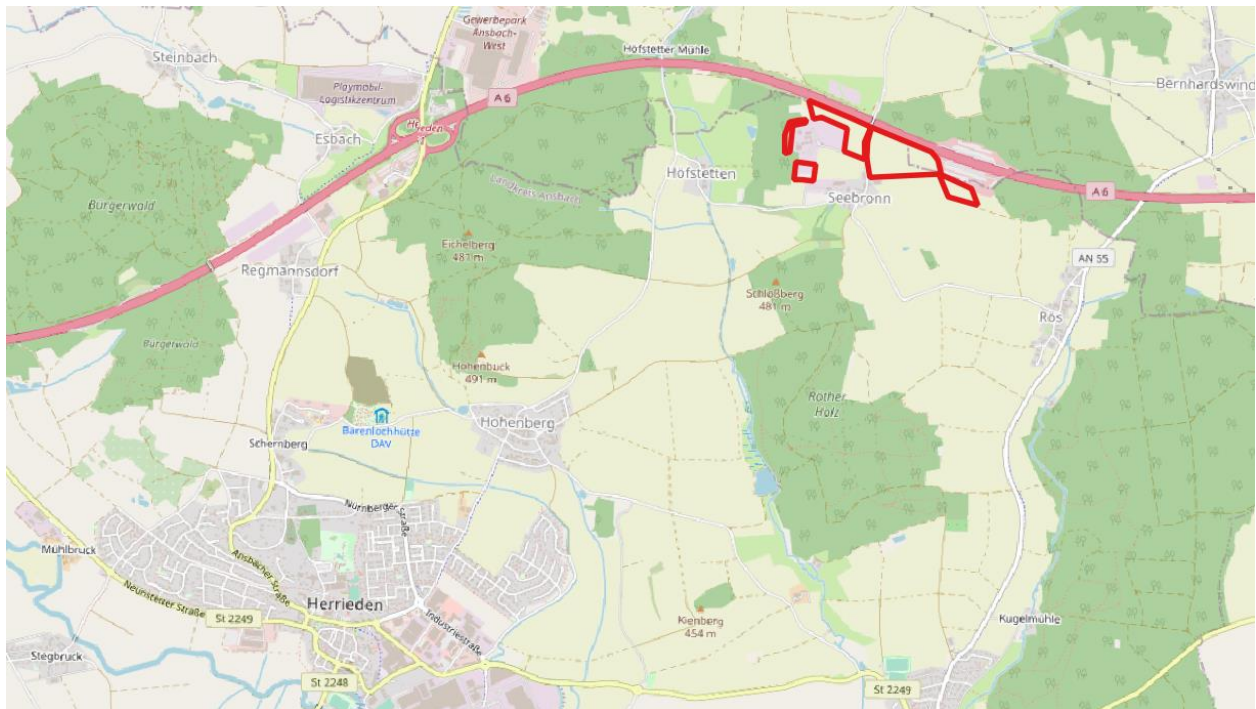 Gewerbepark
Ansbach-
West
Hofstetter Mühle
Steinbach
Bernhardswind
Playmobil-
Logistikzentrum
A 6
Herrieden
Esbach
Landkreis Ansbach
Hofstetten
Seebronn
A 6
Burgerwald
Eichelberg
481 m
AN 55
Regmannsdorf
Schloßberg
481 m
Rös
Burgerwald
Hohenbuck
491 m
Rother
Holz
Bärenlochhütte
DAV
Hohenberg
Schernberg
Nürnberger
Straße
Mühlbruck
Ansbacher Straße
Neunstetter Straße
Herrieden
Industriestraße
St 2249
Kienberg
454 m
Kugelmühle
Stegbruck
St 2248
St 2249